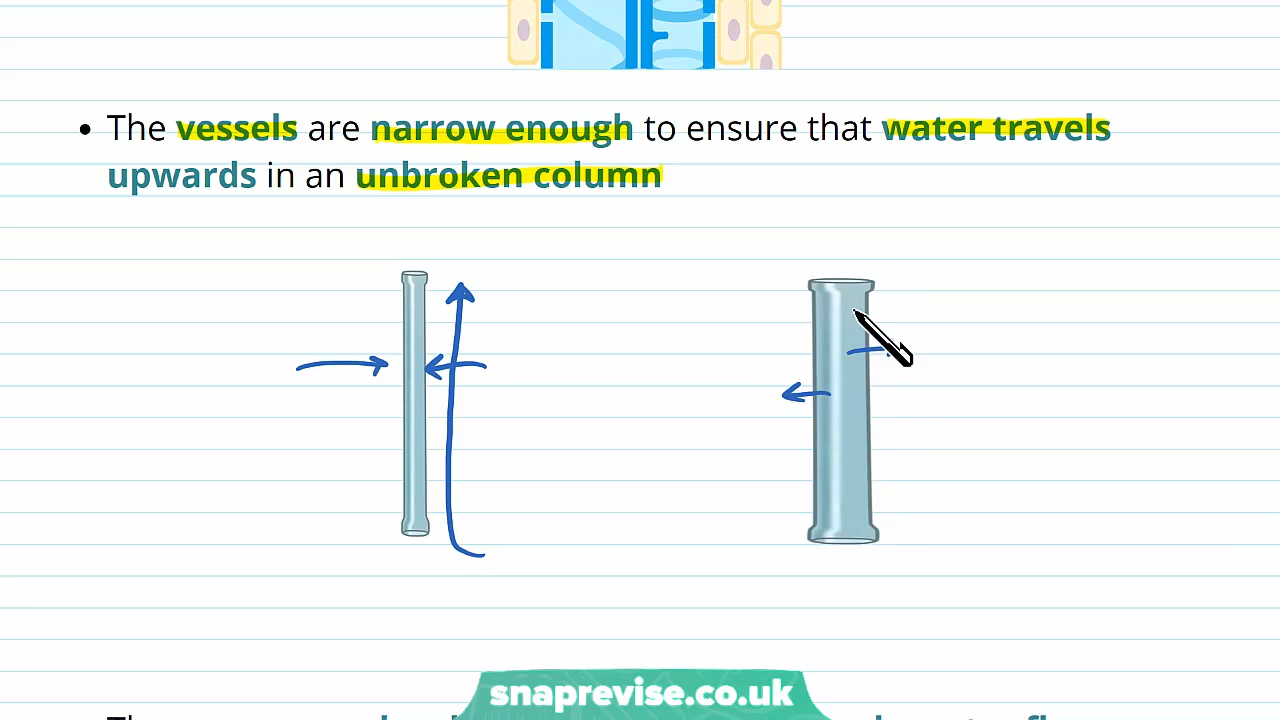 The vessels are narrow enough to ensure that water travels
upwards in an unbroken column
snaprevise.co.uk